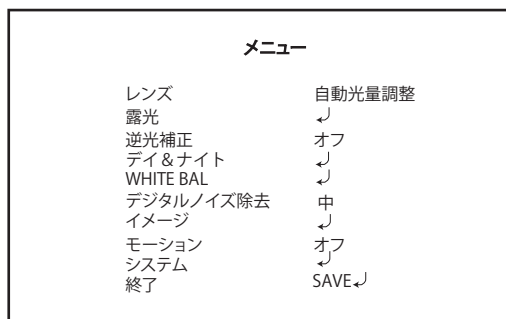 メニュー
レンズ 自動光量調整
露光 ↲
逆光補正 オフ
デイ＆ナイト ↲
WHITE BAL ↲
デジタルノイズ除去 中
イメージ ↲
モーション オフ
システム ↲
終了 SAVE↲